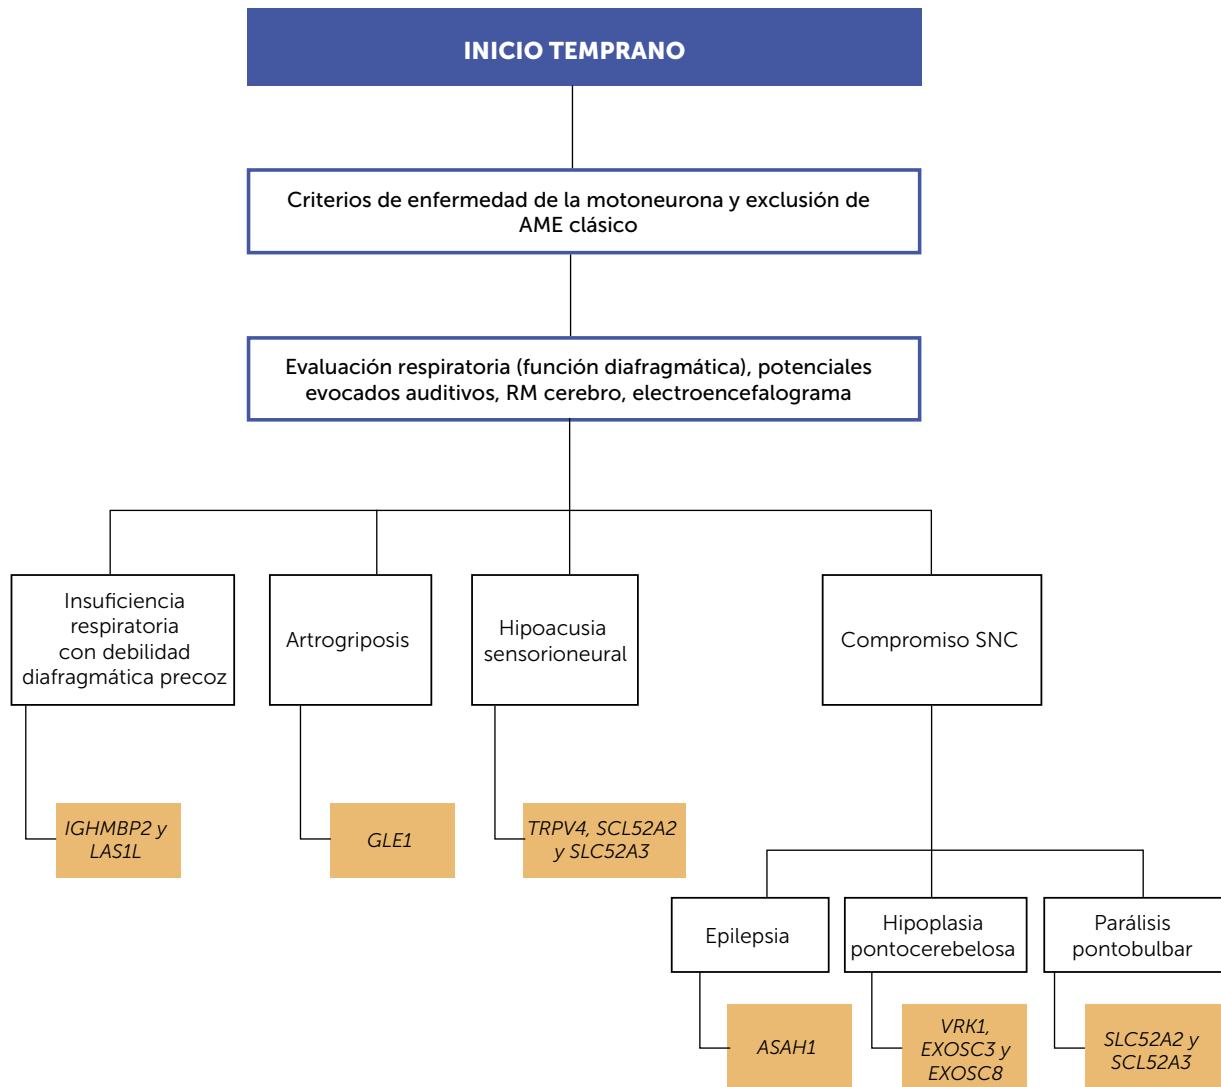 INICIO TEMPRANO
Criterios de enfermedad de la motoneurona y exclusión de
AME clásico
Evaluación respiratoria (función diafragmática), potenciales
evocados auditivos, RM cerebro, electroencefalograma
Insuficiencia
respiratoria
con debilidad
diafragmática precoz
Artrogriposis
Hipoacusia
sensorioneural
Compromiso SNC
IGHMBP2 y
LAS1L
GLE1
TRPV4, SCL52A2
y SLC52A3
Epilepsia
Hipoplasia
pontocerebelosa
Parálisis
pontobulbar
ASAH1
VRK1,
EXOSC3 y
EXOSC8
SLC52A2 y
SCL52A3